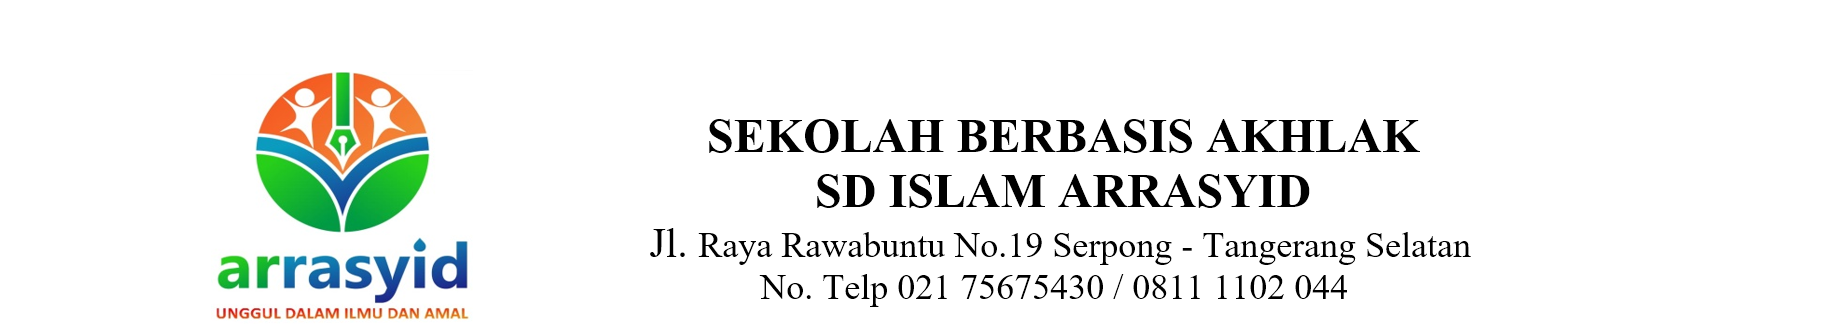 arrasyid
UNGGUL DALAM ILMU DAN AMAL
SEKOLAH BERBASIS AKHLAK
SD ISLAM ARRASYID
Jl. Raya Rawabuntu No.19 Serpong - Tangerang Selatan
No. Telp 021 75675430 / 0811 1102 044